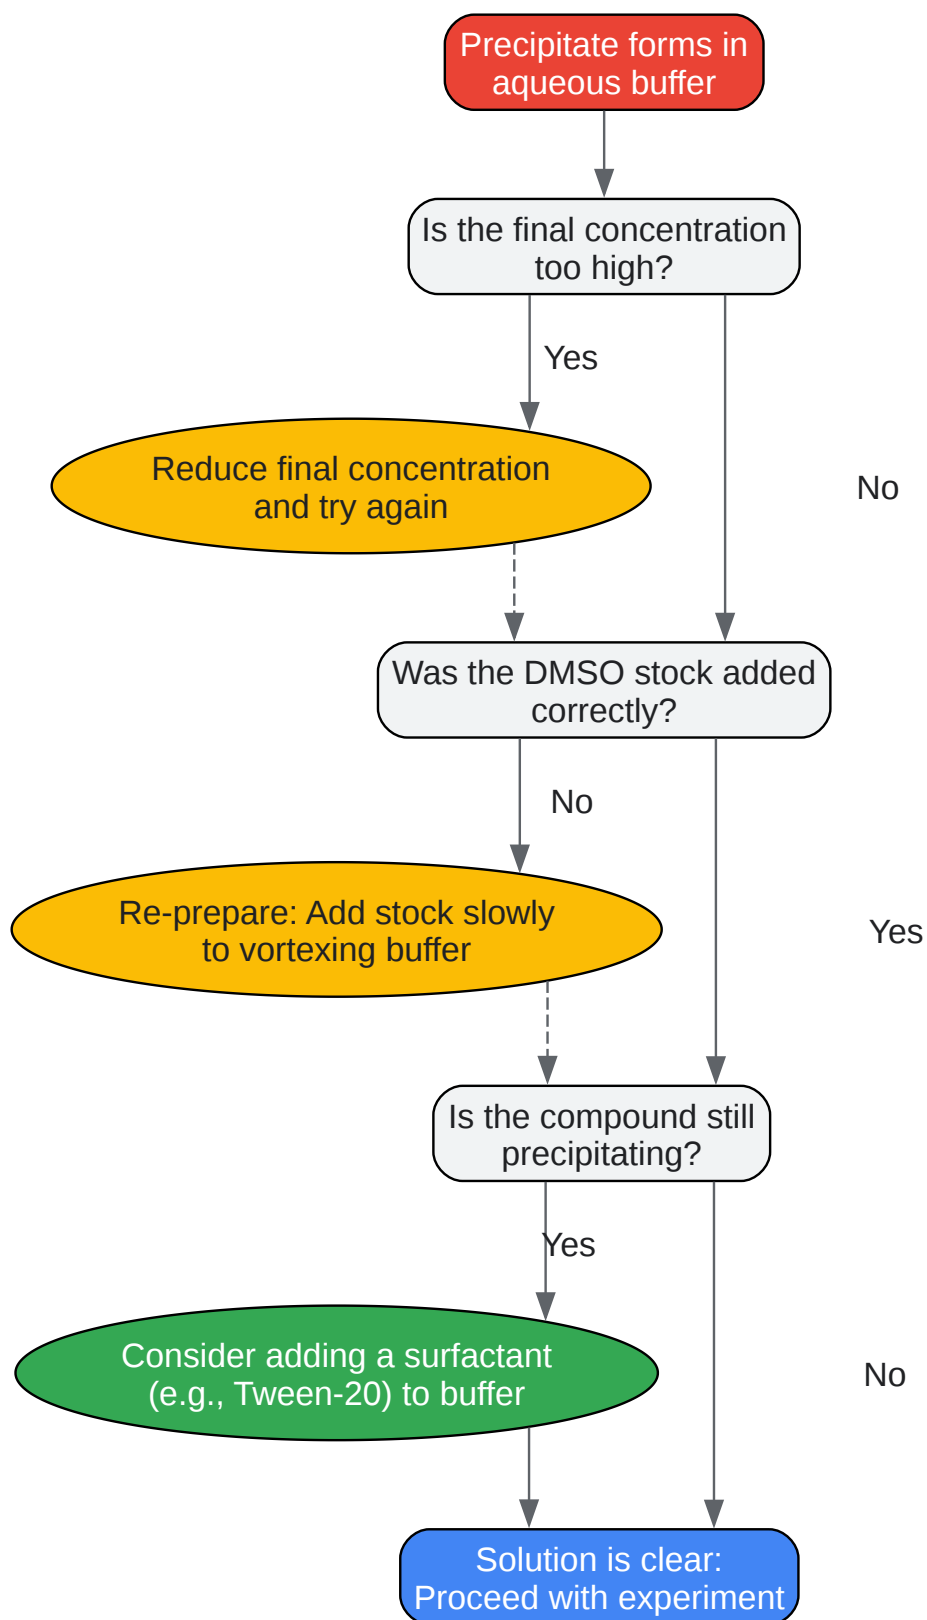 Precipitate forms in
aqueous buffer
Is the final concentration
too high?
Yes
Reduce final concentration
and try again
No
Was the DMSO stock added
correctly?
No
Re-prepare: Add stock slowly
to vortexing buffer
Yes
Is the compound still
precipitating?
Yes
Consider adding a surfactant
(e.g., Tween-20) to buffer
No
Solution is clear:
Proceed with experiment